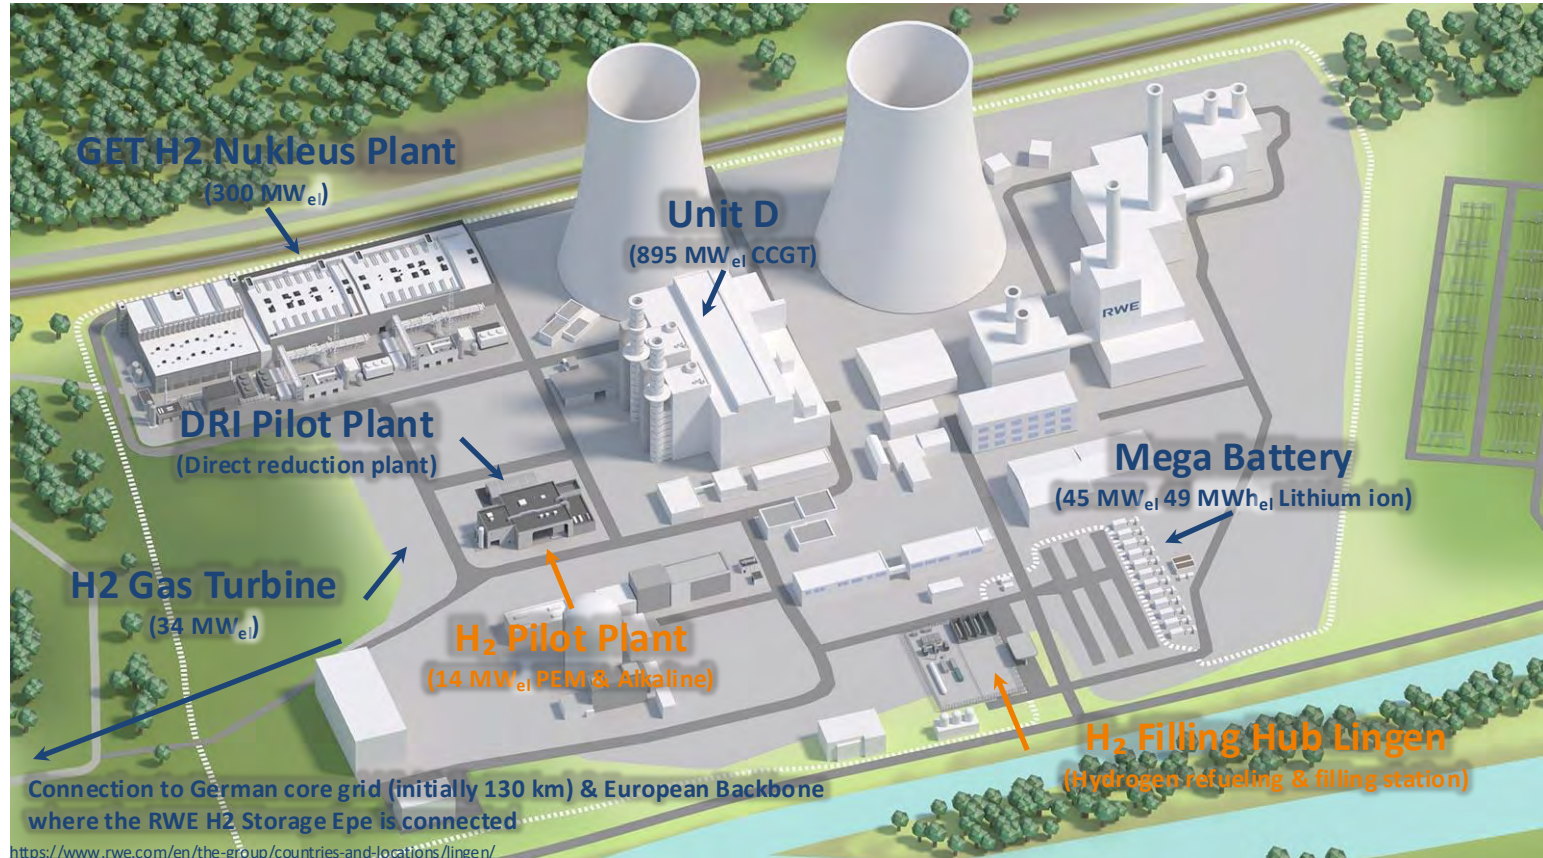 GET H2 Nukleus Plant
(300 MWel)
Unit D
(895 MWel CCGT)
RWE
DRI Pilot Plant
(Direct reduction plant)
Mega Battery
(45 MWel 49 MWhel Lithium ion)
H2 Gas Turbine
(34 MWel)
H₂ Pilot Plant
(14 MWel PEM & Alkaline)
H₂ Filling Hub Lingen
(Hydrogen refueling & filling station)
Connection to German core grid (initially 130 km) & European Backbone
where the RWE H2 Storage Epe is connected
https://www.rwe.com/en/the-group/countries-and-locations/lingen/